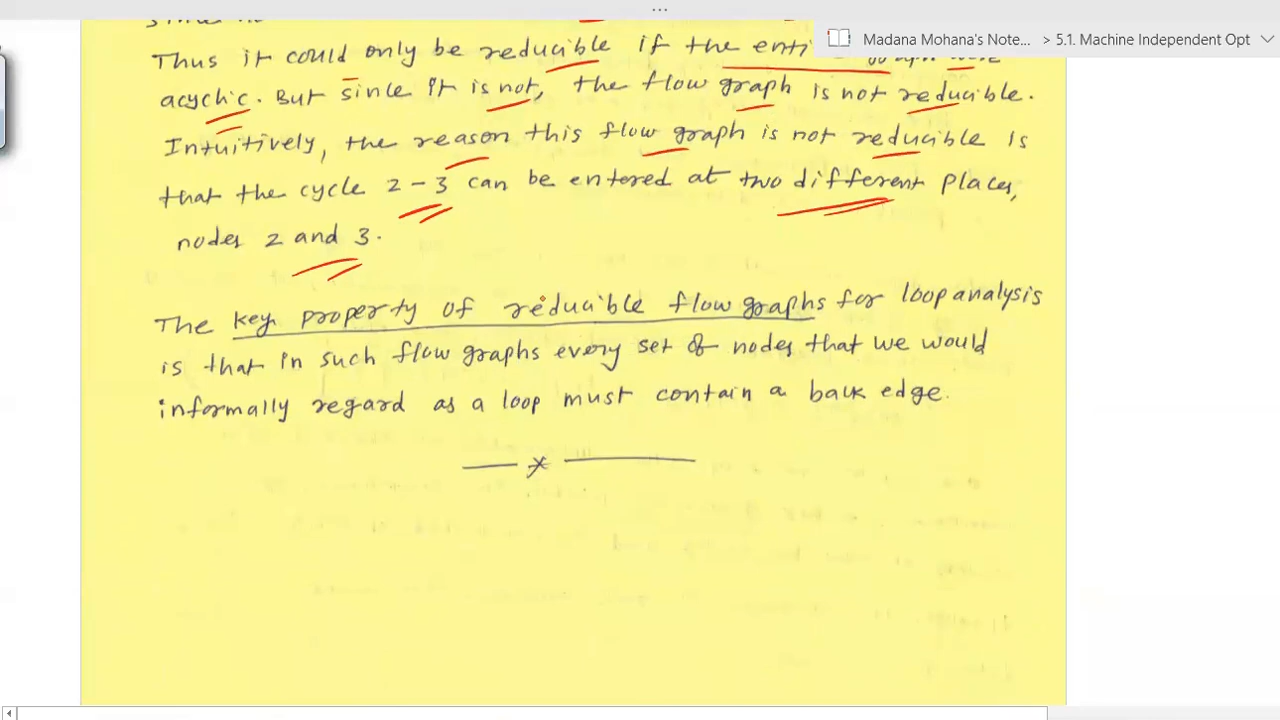 ...
Madana Mohana's Note... > 5.1. Machine Independent Opt
Thus it could only be reducible if the
acyclic. But since it is not, the flow graph is not reducible.
Intuitively, the reason this flow graph is not reducible is
that the cycle 2-3 can be entered at two different places,
nodes 2 and 3.
The key property of reducible flow graphs for loop analysis
is that in such flow graphs every set of nodes that we would
informally regard as a loop must contain a back edge.